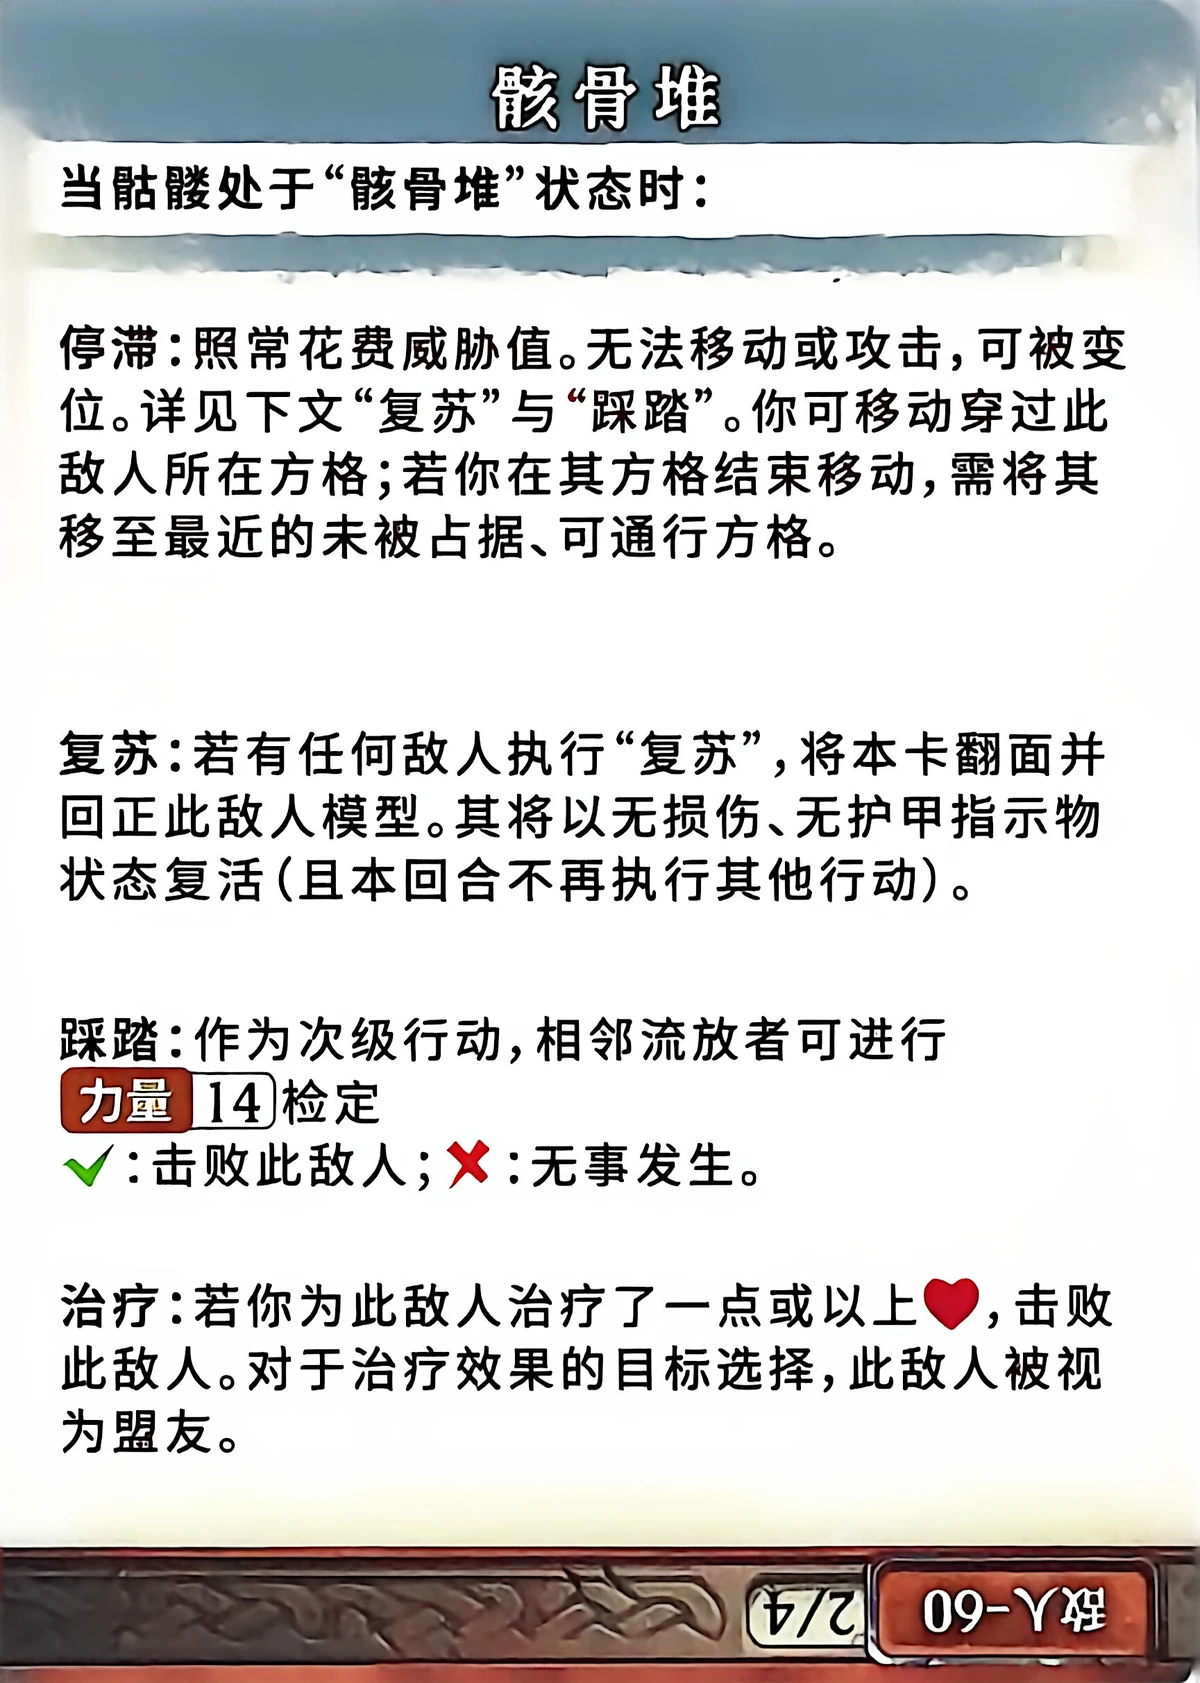 骸骨堆
当骷髅处于“骸骨堆”状态时：
停滞：照常花费威胁值。无法移动或攻击，可被变
位。详见下文“复苏”与“踩踏”。你可移动穿过此
敌人所在方格；若你在其方格结束移动，需将其
移至最近的未被占据、可通行方格。
复苏：若有任何敌人执行“复苏”，将本卡翻面并
回正此敌人模型。其将以无损伤、无护甲指示物
状态复活（且本回合不再执行其他行动）。
踩踏：作为次级行动，相邻流放者可进行
力量 14 检定
✓：击败此敌人；✗：无事发生。
治疗：若你为此敌人治疗了一点或以上❤，击败
此敌人。对于治疗效果的目标选择，此敌人被视
为盟友。
敌人-60 2/4